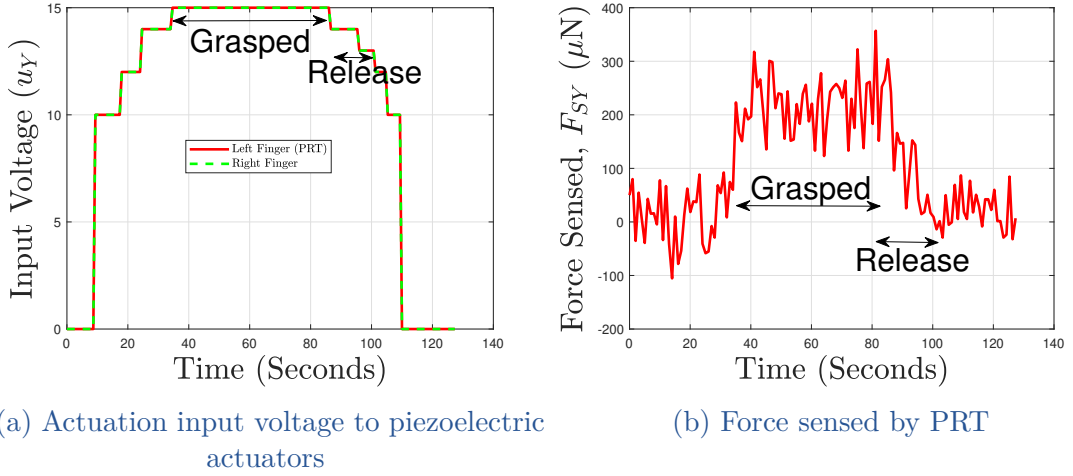 15
10
5
0
0
20
40
60
80
100
120
140
Input Voltage (u_Y)
Time (Seconds)
Grasped
Release
Left Finger (PRT)
Right Finger
400
300
200
100
0
-100
-200
0
20
40
60
80
100
120
140
Force Sensed, F_{SY} (μN)
Time (Seconds)
Grasped
Release
a) Actuation input voltage to piezoelectric
actuators
(b) Force sensed by PRT